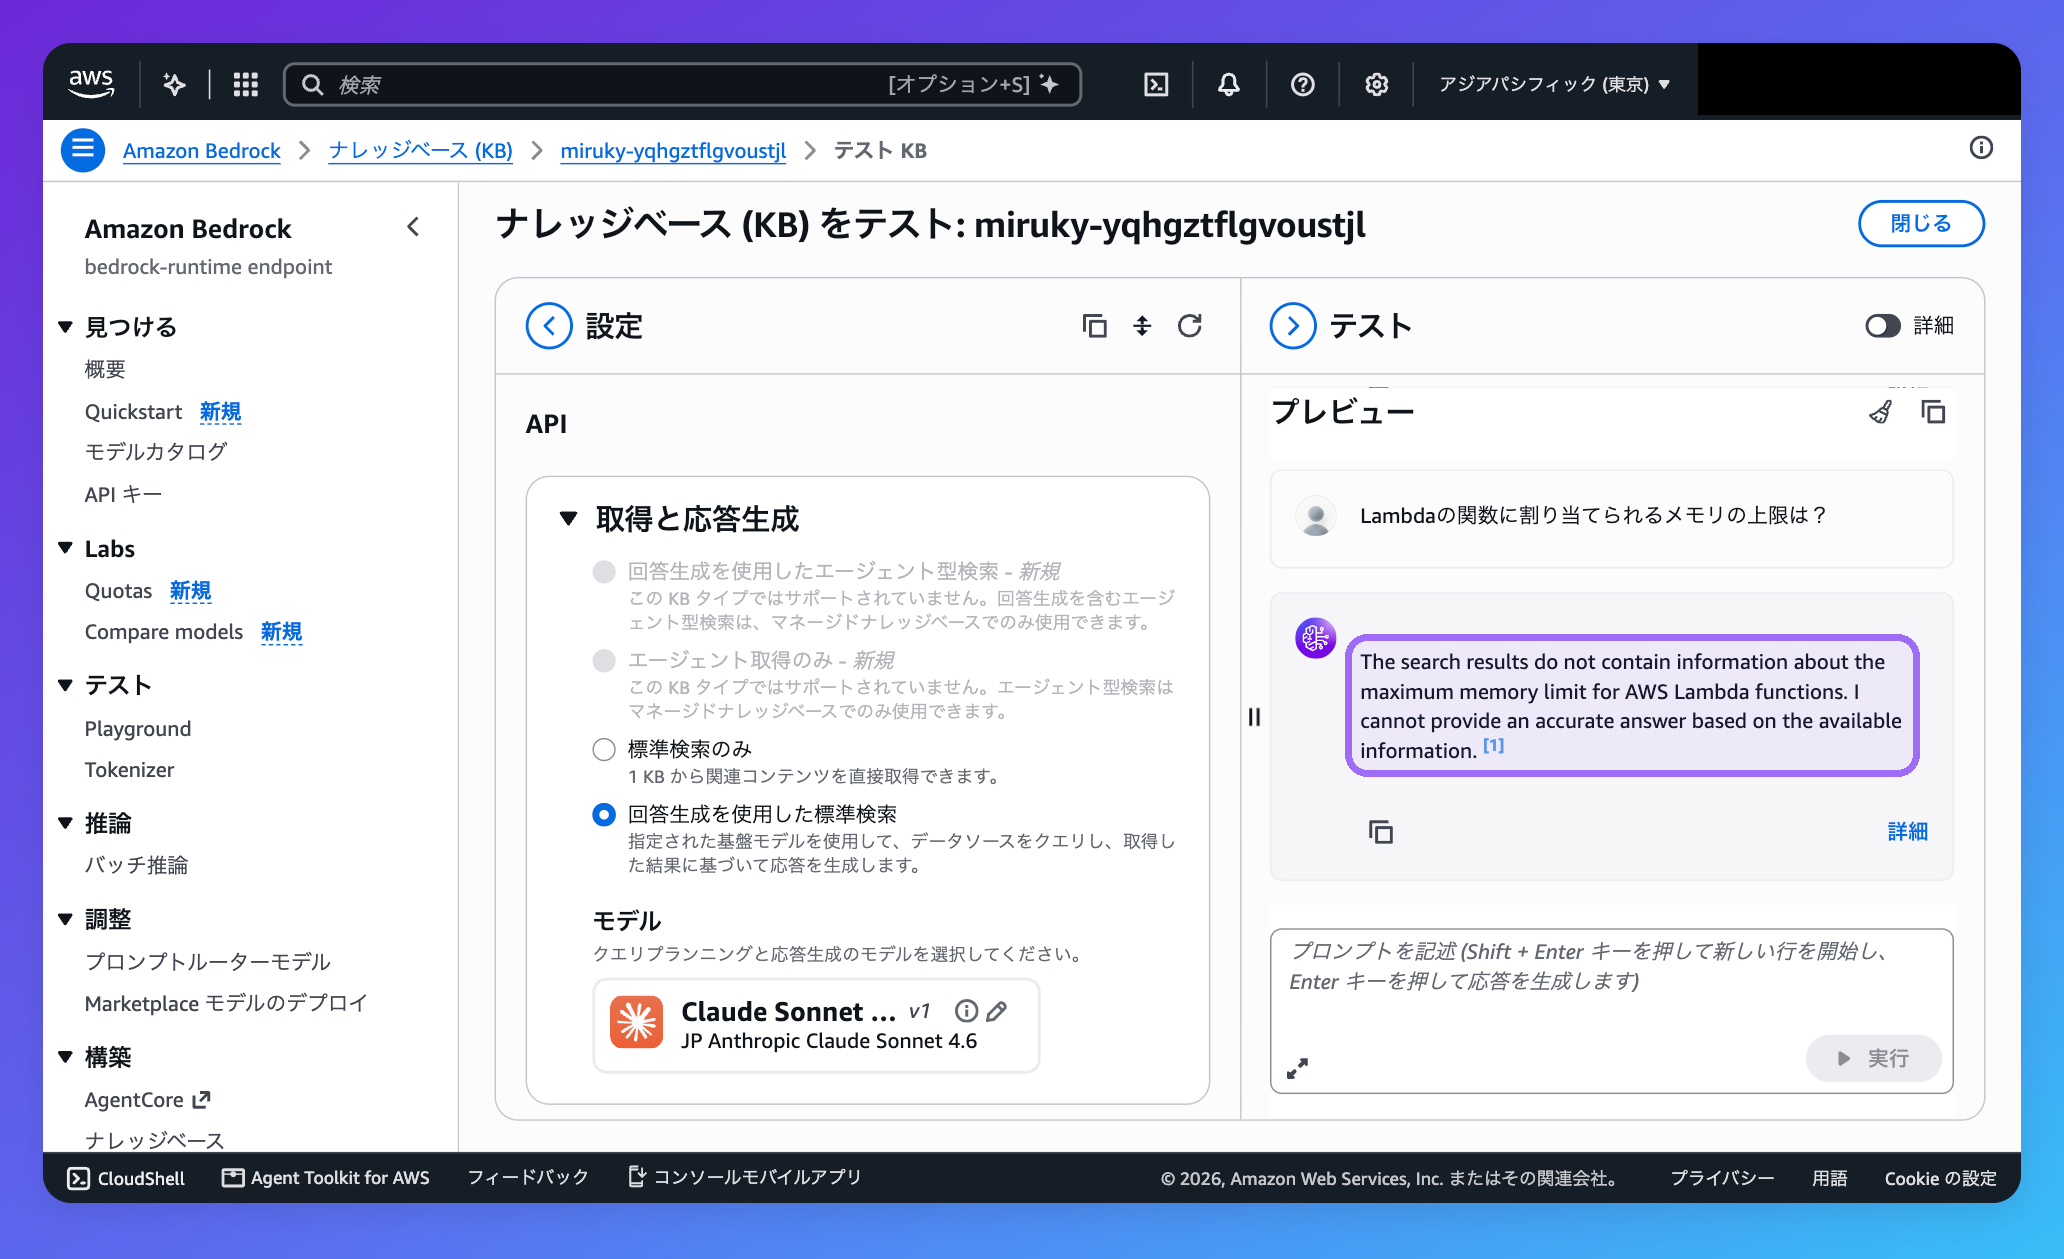 aws
検索
[オプション+S]
アジアパシフィック (東京) ▼
Amazon Bedrock > ナレッジベース (KB) > miruky-yqhgztflgvoustjl > テスト KB
Amazon Bedrock
bedrock-runtime endpoint
▼ 見つける
概要
Quickstart 新規
モデルカタログ
API キー
▼ Labs
Quotas 新規
Compare models 新規
▼ テスト
Playground
Tokenizer
▼ 推論
バッチ推論
▼ 調整
プロンプトルーターモデル
Marketplace モデルのデプロイ
▼ 構築
AgentCore
ナレッジベース
ナレッジベース (KB) をテスト: miruky-yqhgztflgvoustjl
閉じる
設定
API
▼ 取得と応答生成
回答生成を使用したエージェント型検索 - 新規
この KB タイプではサポートされていません。回答生成を含むエージ
ェント型検索は、マネージドナレッジベースでのみ使用できます。
エージェント取得のみ - 新規
この KB タイプではサポートされていません。エージェント型検索は
マネージドナレッジベースでのみ使用できます。
標準検索のみ
1 KB から関連コンテンツを直接取得できます。
回答生成を使用した標準検索
指定された基盤モデルを使用して、データソースをクエリし、取得し
た結果に基づいて応答を生成します。
モデル
クエリプランニングと応答生成のモデルを選択してください。
Claude Sonnet ... v1
JP Anthropic Claude Sonnet 4.6
テスト
詳細
プレビュー
Lambdaの関数に割り当てられるメモリの上限は？
The search results do not contain information about the
maximum memory limit for AWS Lambda functions. I
cannot provide an accurate answer based on the available
information. [1]
詳細
プロンプトを記述 (Shift + Enter キーを押して新しい行を開始し、
Enter キーを押して応答を生成します)
実行
CloudShell
Agent Toolkit for AWS
フィードバック
コンソールモバイルアプリ
© 2026, Amazon Web Services, Inc. またはその関連会社。
プライバシー
用語
Cookie の設定